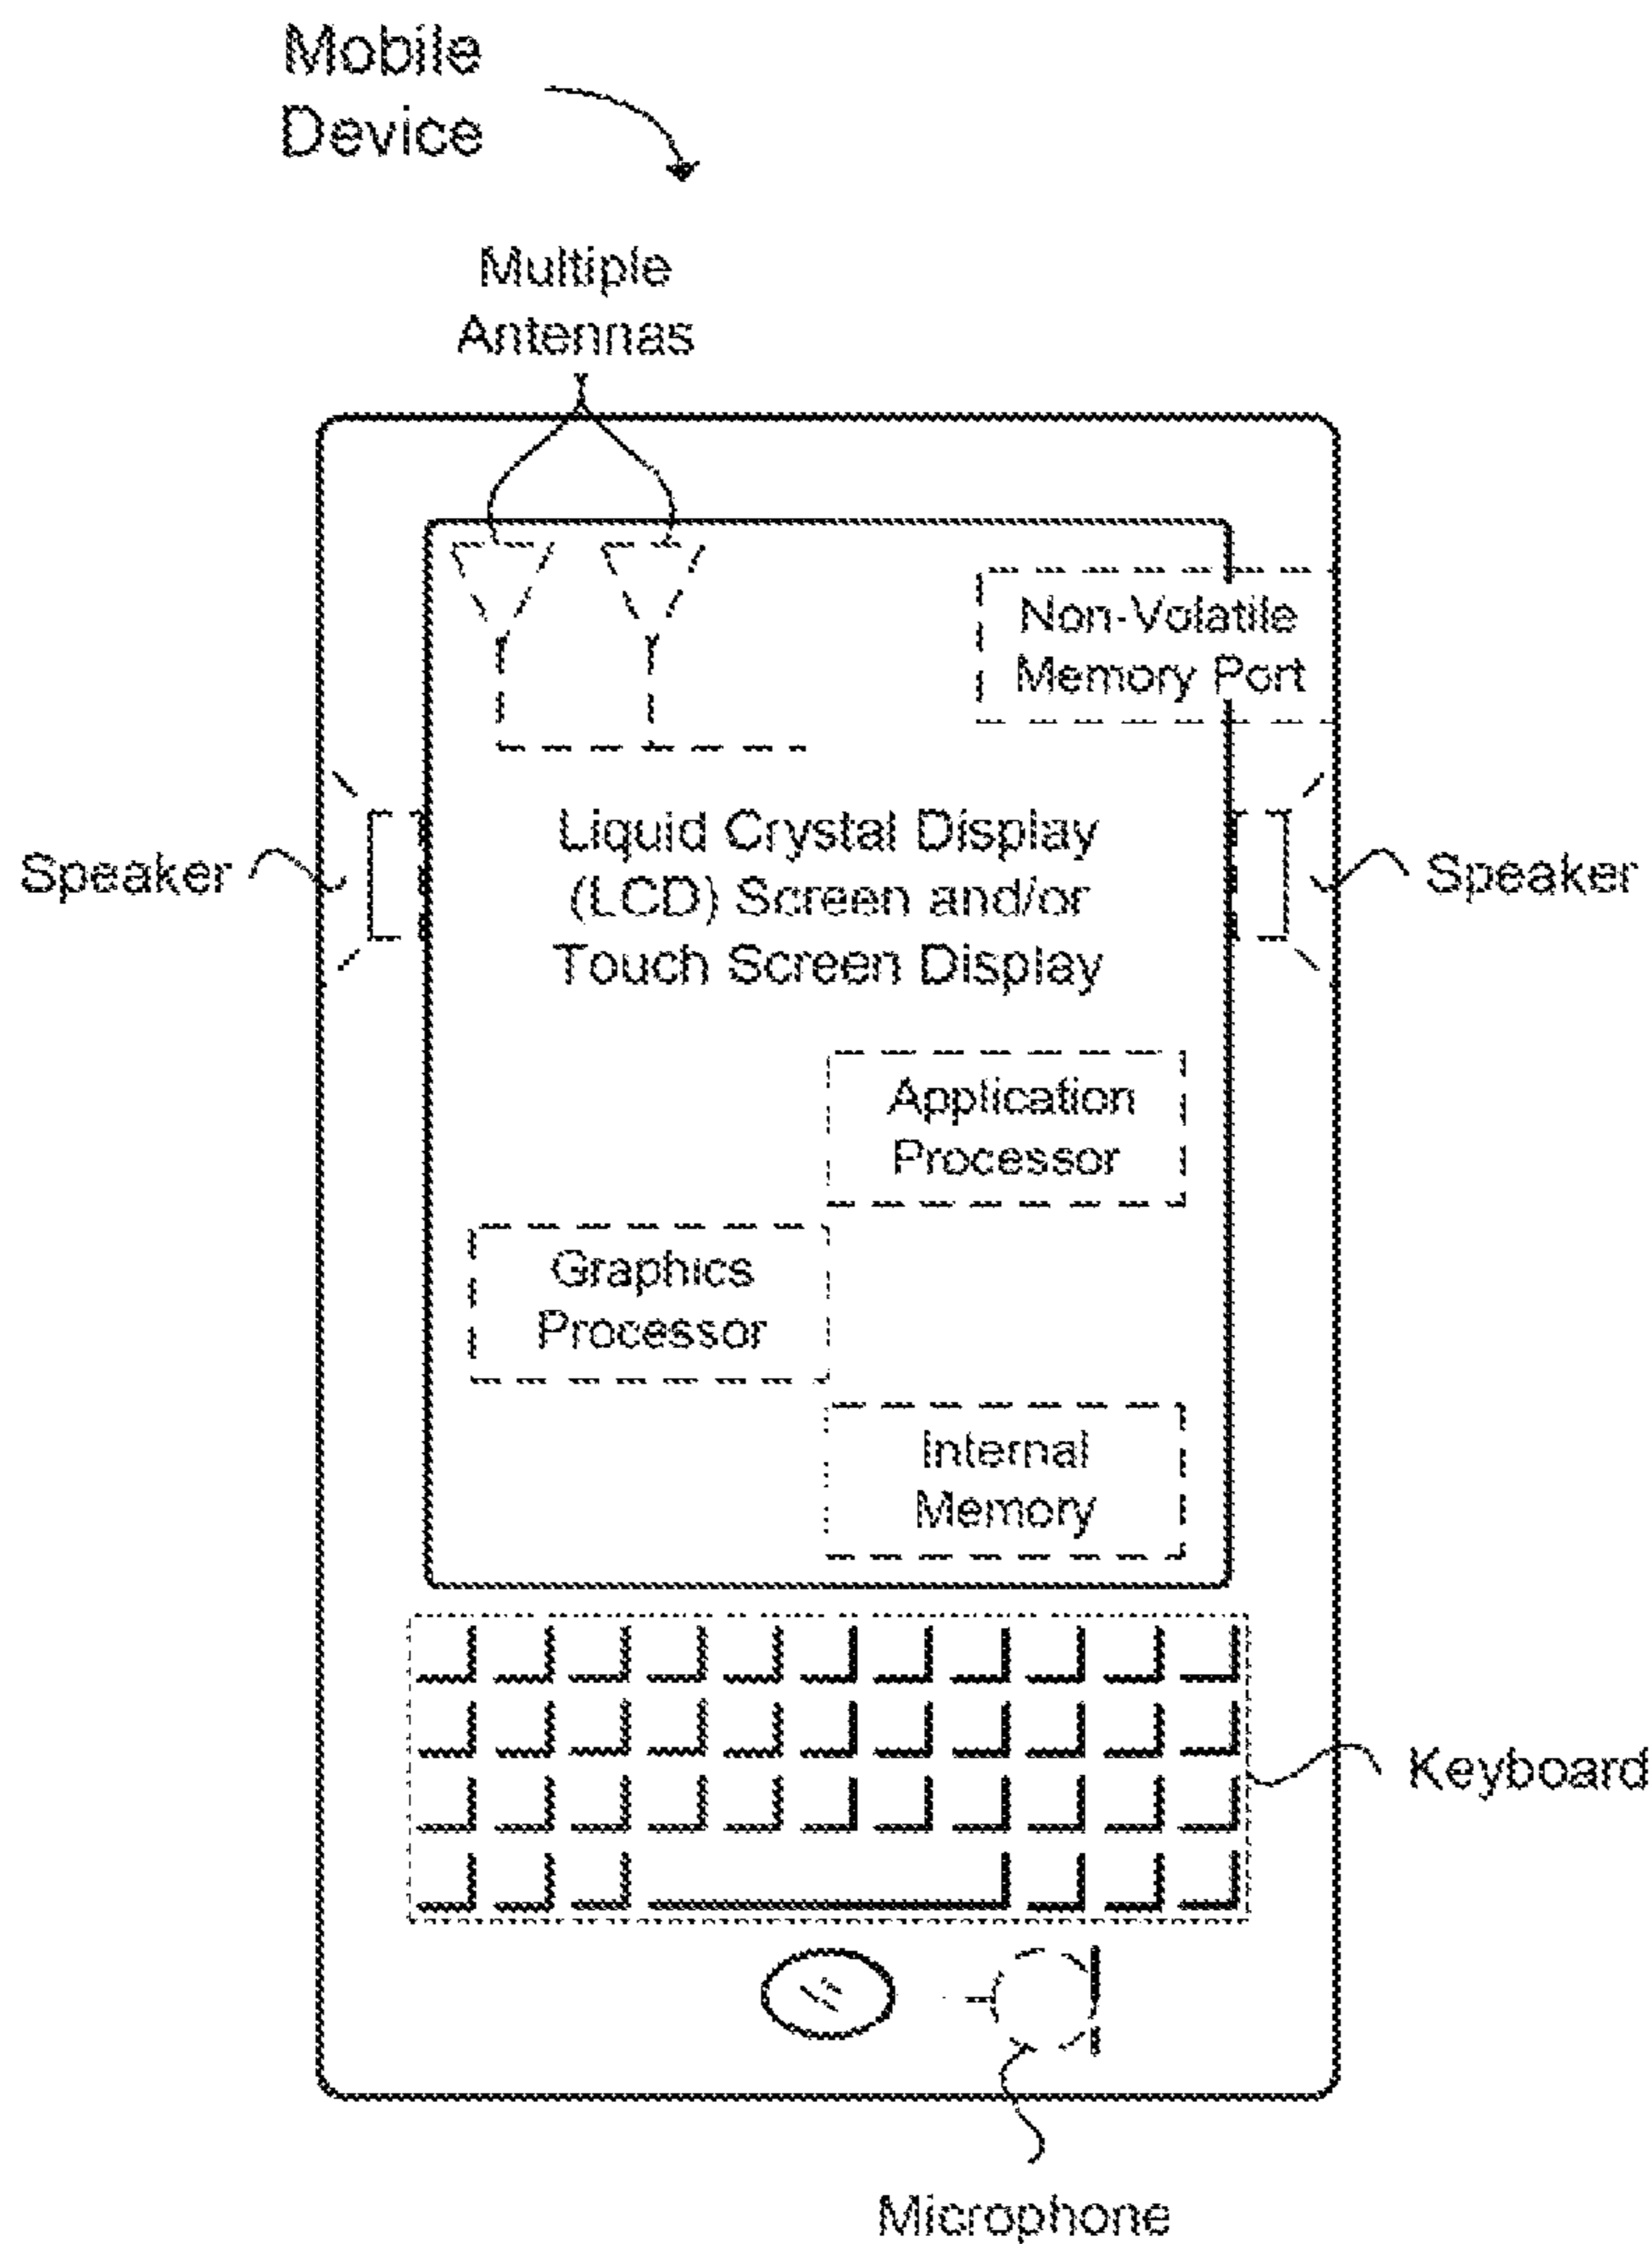 Mobile
Device
Multiple
Antennas
Non-Volatile
Memory Port
Liquid Crystal Display
(LCD) Screen and/or
Touch Screen Display
Speaker
Speaker
Application
Processor
Graphics
Processor
Internal
Memory
Keyboard
Microphone